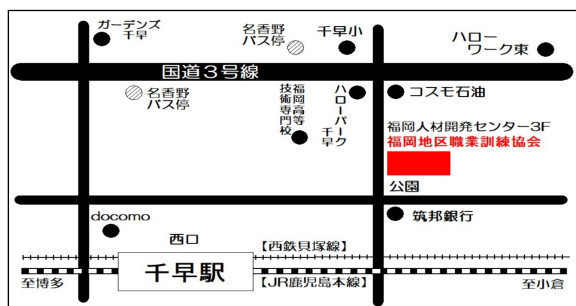 ガーデンズ
千早
名香野
バス停
千早小
ハロー
ワーク東
国道3号線
名香野
バス停
福岡高等
技術専門校
ハローパーク
千早
コスモ石油
福岡人材開発センター3F
福岡地区職業訓練協会
公園
docomo
筑邦銀行
西口
【西鉄貝塚線】
千早駅
至博多
【JR鹿児島本線】
至小倉